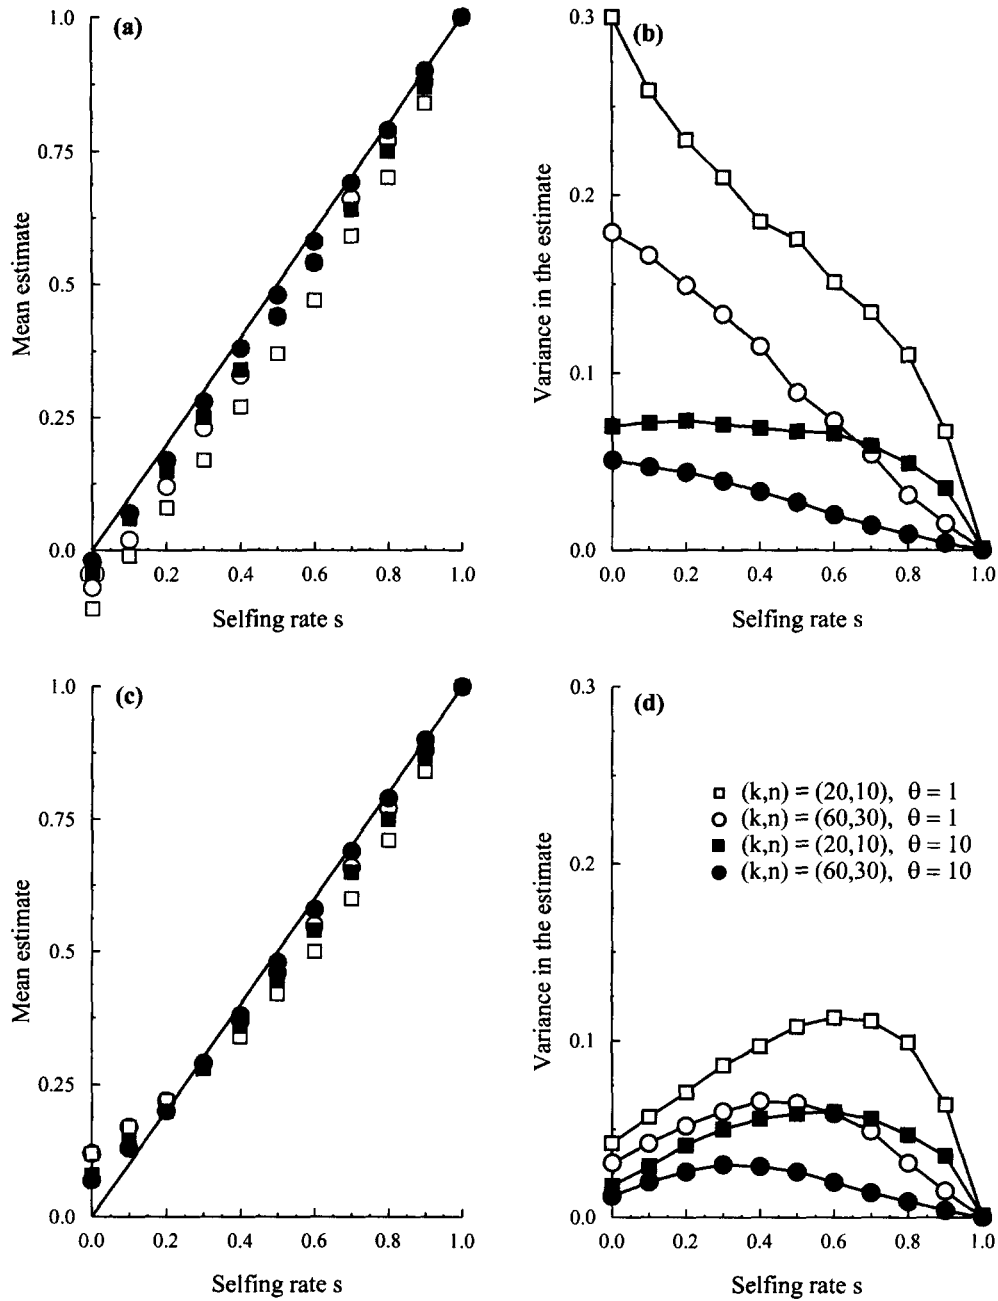 (a)
1.0
0.75
0.5
0.25
0.0
Mean estimate
0.2
0.4
0.6
0.8
1.0
Selfing rate s
(b)
0.3
0.2
0.1
0.0
Variance in the estimate
0.0
0.2
0.4
0.6
0.8
1.0
Selfing rate s
(c)
1.0
0.75
0.5
0.25
0.0
Mean estimate
0.0
0.2
0.4
0.6
0.8
1.0
Selfing rate s
(d)
0.3
0.2
0.1
0.0
Variance in the estimate
(k,n) = (20,10), θ = 1
(k,n) = (60,30), θ = 1
(k,n) = (20,10), θ = 10
(k,n) = (60,30), θ = 10
0.0
0.2
0.4
0.6
0.8
1.0
Selfing rate s